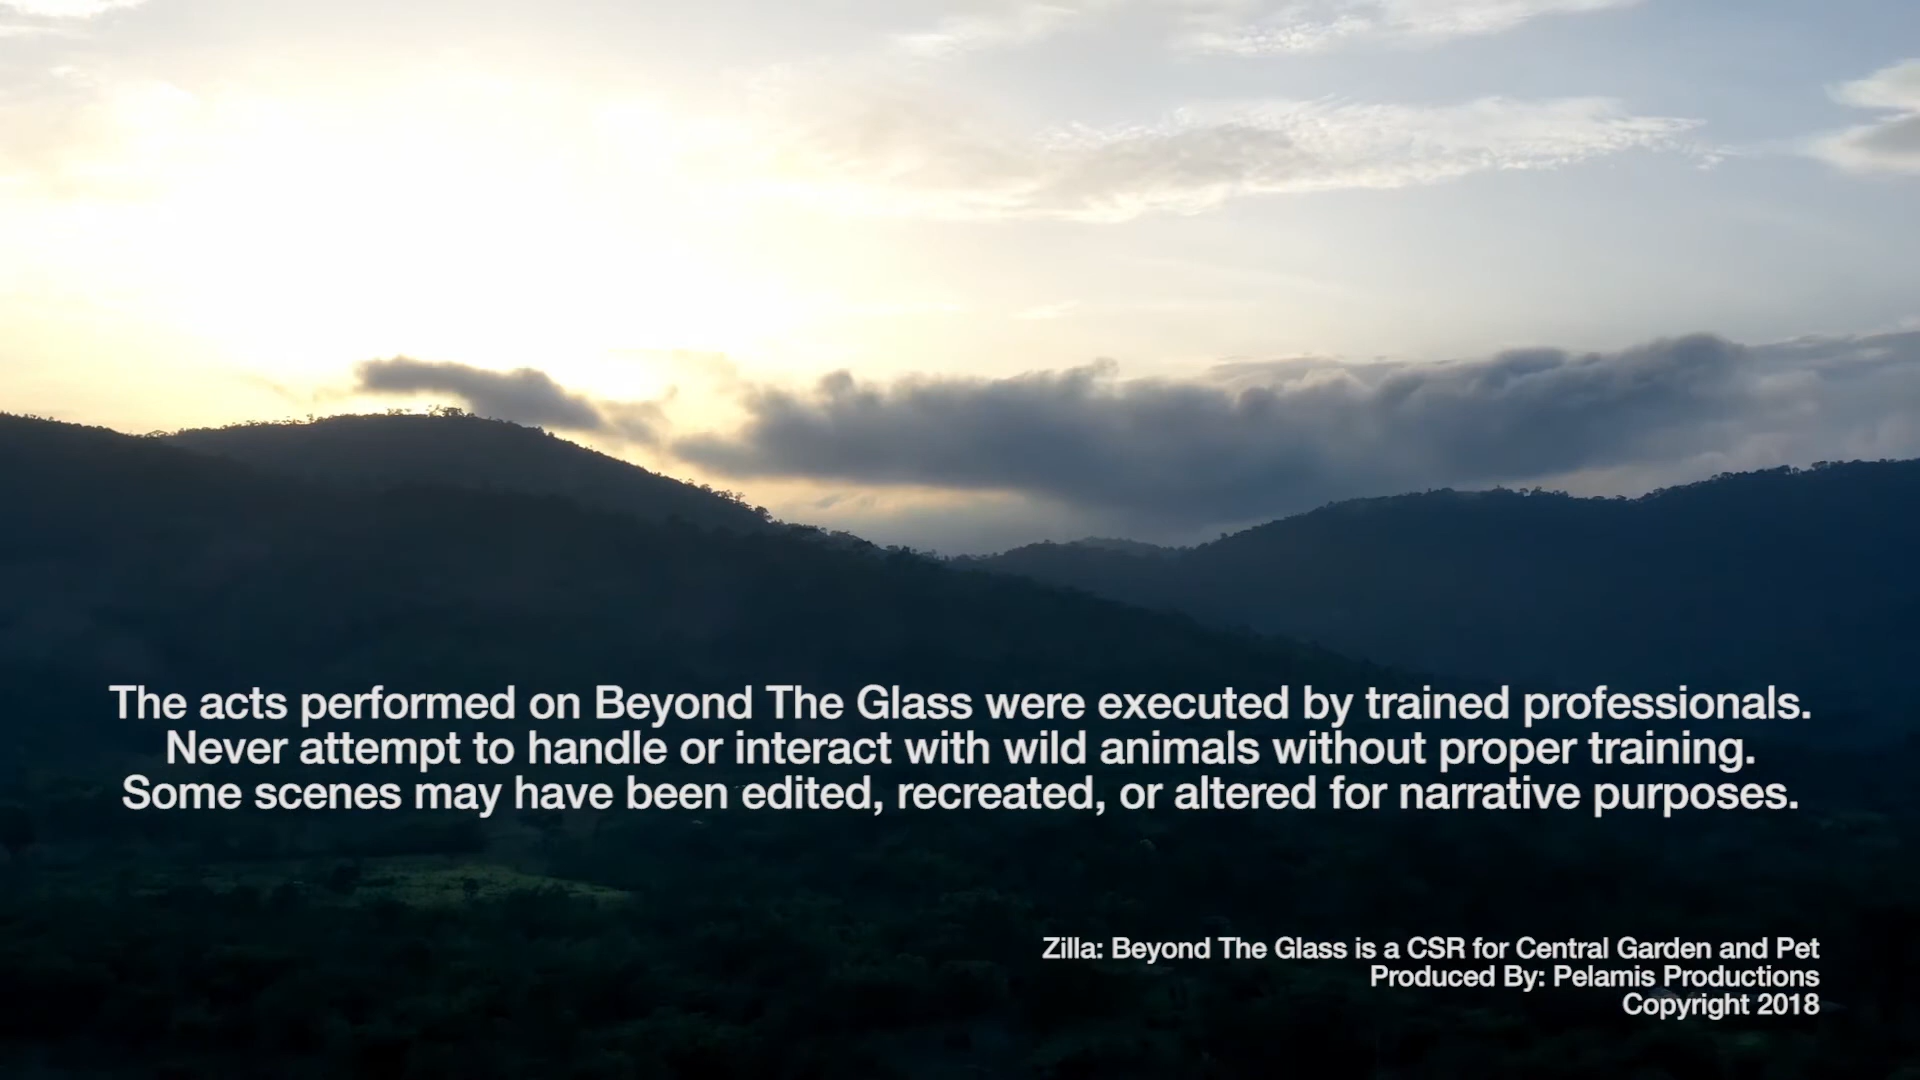 The acts performed on Beyond The Glass were executed by trained professionals.
Never attempt to handle or interact with wild animals without proper training.
Some scenes may have been edited, recreated, or altered for narrative purposes.
Zilla: Beyond The Glass is a CSR for Central Garden and Pet
Produced By: Pelamis Productions
Copyright 2018